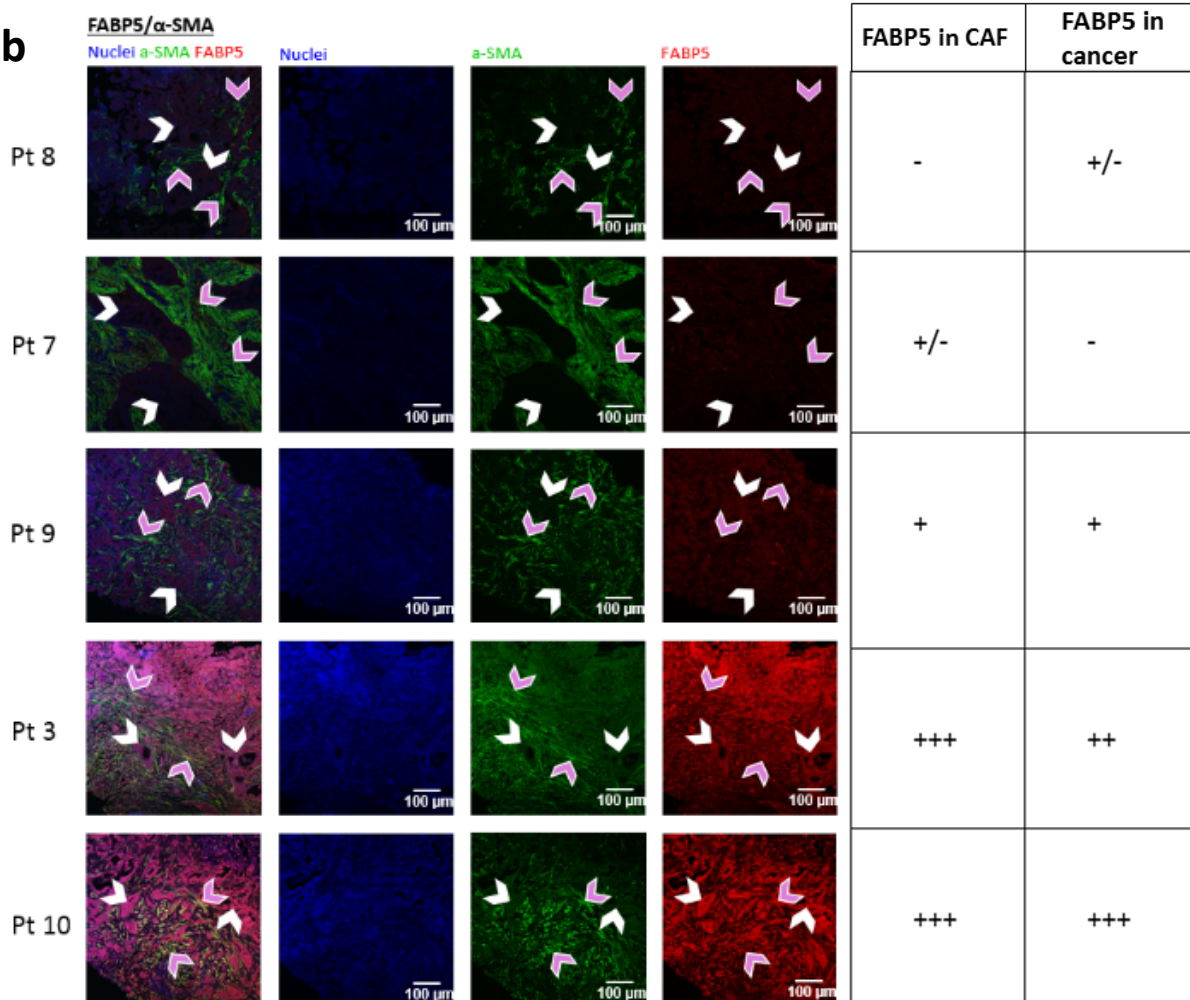 b
FABP5/α-SMA
Nuclei a-SMA FABP5
Nuclei
a-SMA
FABP5
FABP5 in CAF
FABP5 in
cancer
Pt 8
100 μm
100 μm
100 μm
-
+/-
Pt 7
100 μm
100 μm
100 μm
+/-
-
Pt 9
100 μm
100 μm
100 μm
+
+
Pt 3
100 μm
100 μm
100 μm
+++
++
Pt 10
100 μm
100 μm
100 μm
+++
+++